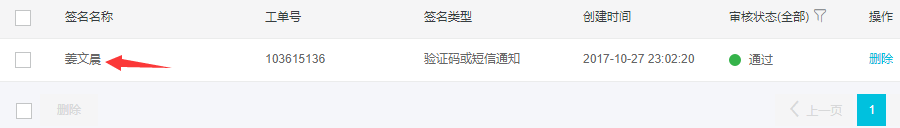 签名名称 工单号 签名类型 创建时间 审核状态(全部) 操作
姜文晨 103615136 验证码或短信通知 2017-10-27 23:02:20 通过 删除
删除 上一页 1